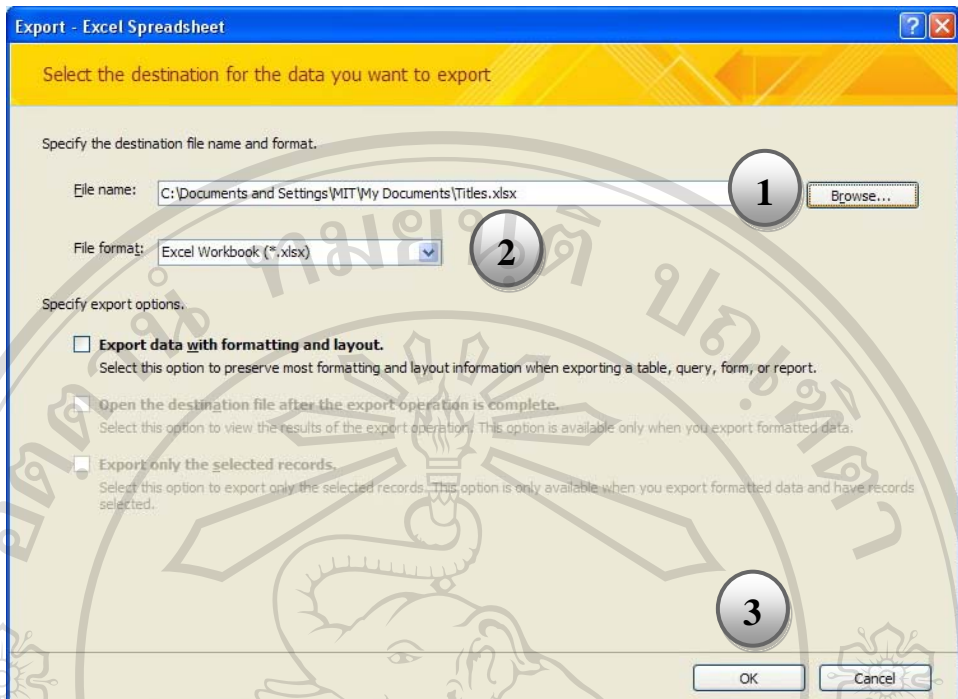 Export - Excel Spreadsheet
Select the destination for the data you want to export
Specify the destination file name and format.
File name: C:\Documents and Settings\MIT\My Documents\Titles.xlsx 1 Browse...
File format: Excel Workbook (*.xlsx) 2
Specify export options.
Export data with formatting and layout.
Select this option to preserve most formatting and layout information when exporting a table, query, form, or report.
Open the destination file after the export operation is complete.
Select this option to view the results of the export operation. This option is available only when you export formatted data.
Export only the selected records.
Select this option to export only the selected records. This option is only available when you export formatted data and have records
selected.
3
OK Cancel